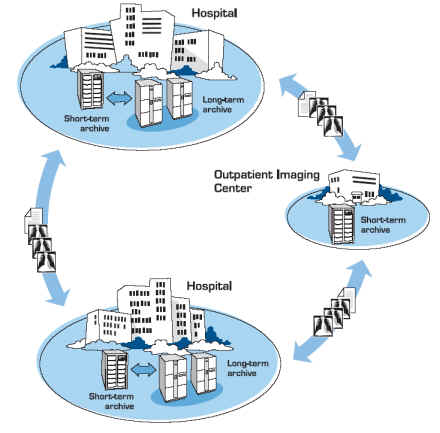 Hospital
Long-term
archive
Short-term
archive
Outpatient Imaging
Center
Short-term
archive
Hospital
Long-term
archive
Short-term
archive